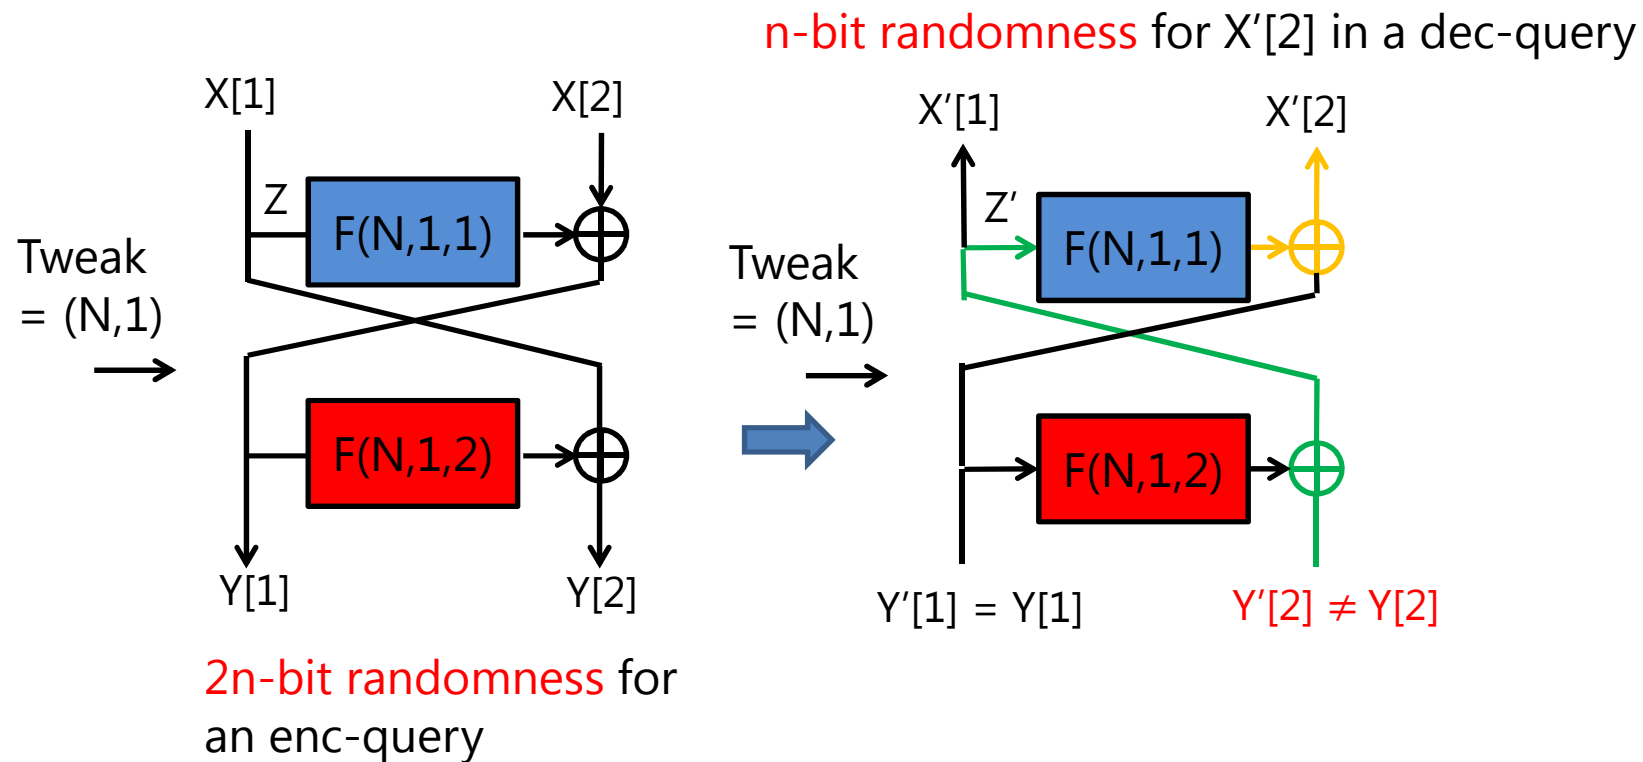 n-bit randomness for X′[2] in a dec-query
X[1]
X[2]
Z
F(N,1,1)
Tweak
= (N,1)
F(N,1,2)
Y[1]
Y[2]
2n-bit randomness for
an enc-query
X′[1]
X′[2]
Z′
F(N,1,1)
Tweak
= (N,1)
F(N,1,2)
Y′[1] = Y[1]
Y′[2] ≠ Y[2]